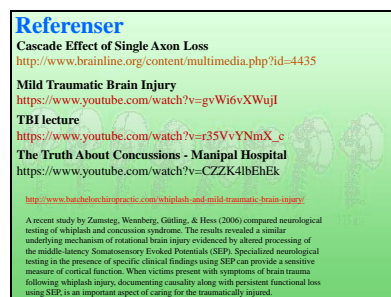 Referenser
Cascade Effect of Single Axon Loss
http://www.brainline.org/content/multimedia.php?id=4435
Mild Traumatic Brain Injury
https://www.youtube.com/watch?v=gvWi6vXWujI
TBI lecture
https://www.youtube.com/watch?v=r35VvYNmX_c
The Truth About Concussions - Manipal Hospital
https://www.youtube.com/watch?v=CZZK4lbEhEk
http://www.batchelorchiropractic.com/whiplash-and-mild-traumatic-brain-injury/
A recent study by Zumsteg, Wennberg, Gütling, & Hess (2006) compared neurological
testing of whiplash and concussion syndrome. The results revealed a similar
underlying mechanism of rotational brain injury evidenced by altered processing of
the middle-latency Somatosensory Evoked Potentials (SEP). Specialized neurological
testing in the presence of specific clinical findings using SEP can provide a sensitive
measure of cortical function. When victims present with symptoms of brain trauma
following whiplash injury, documenting causality along with persistent functional loss
using SEP, is an important aspect of caring for the traumatically injured.